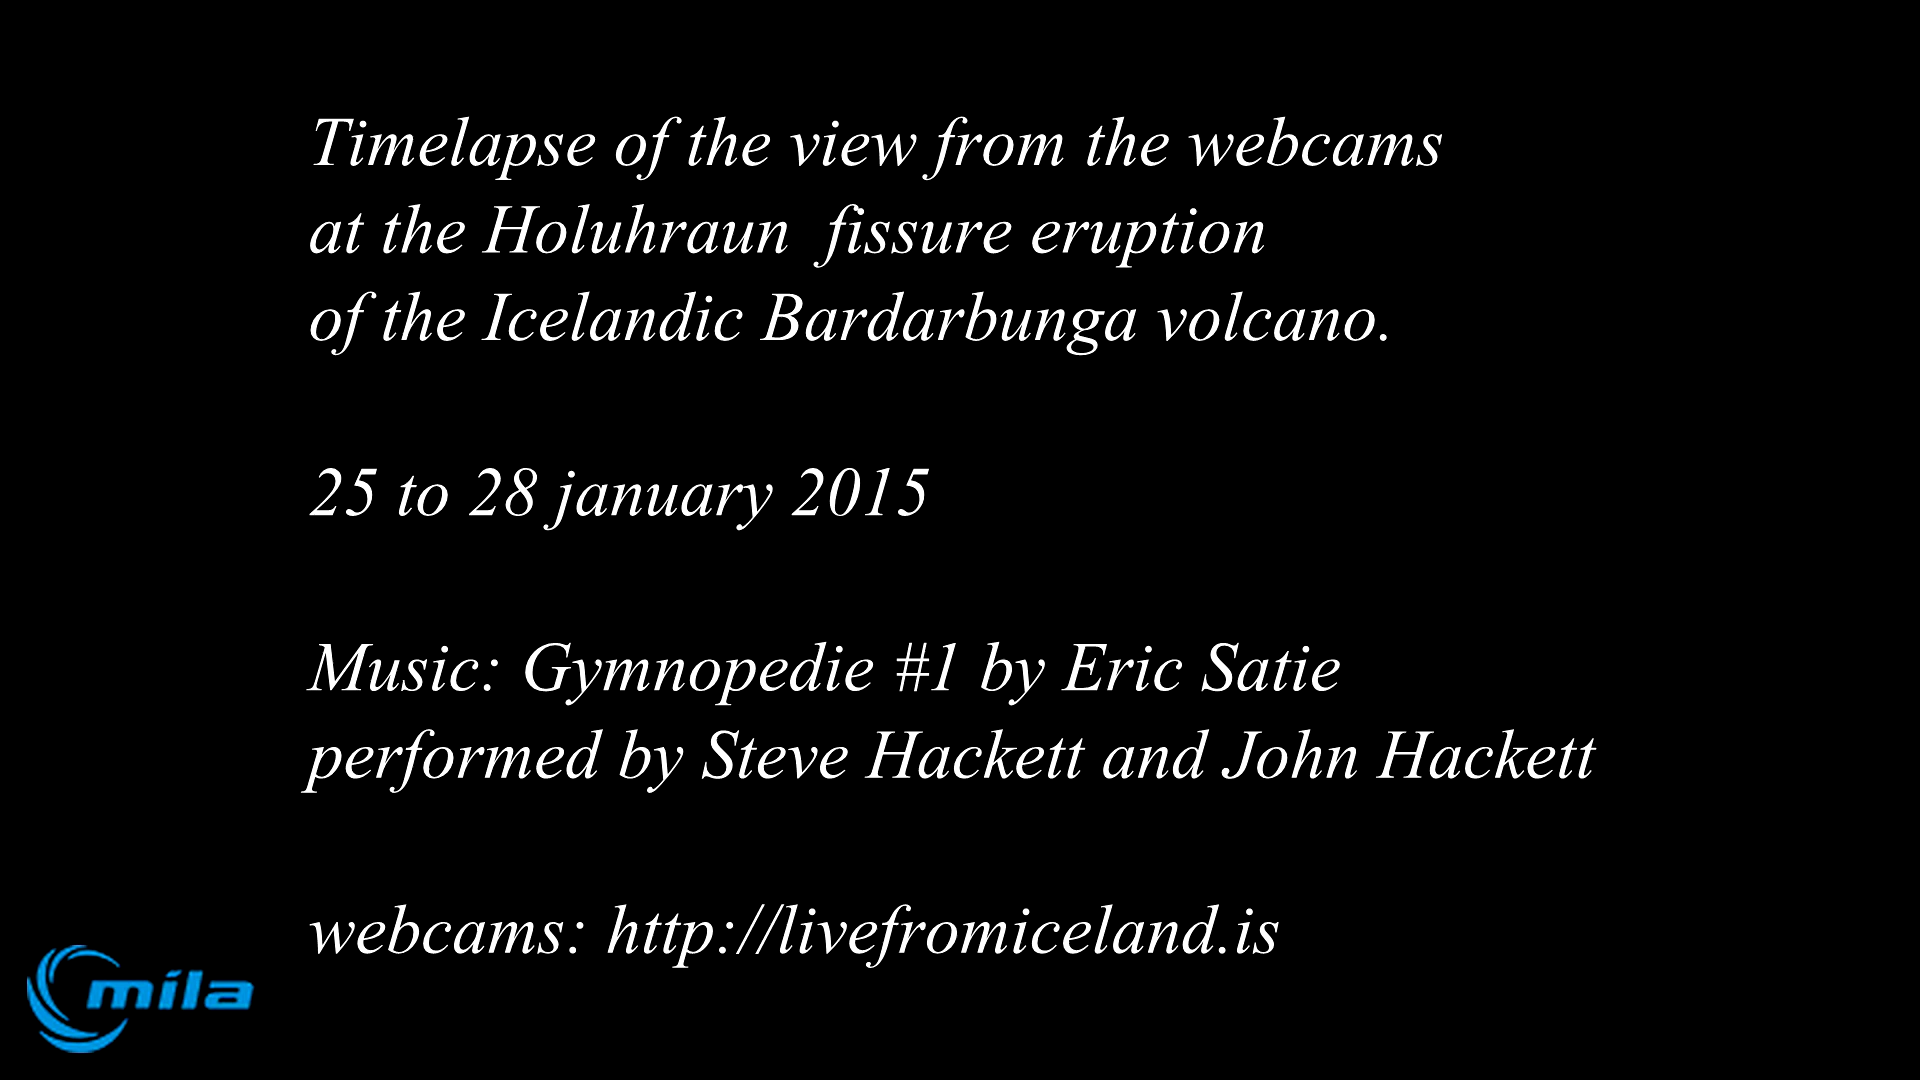 Timelapse of the view from the webcams
at the Holuhraun  fissure eruption
of the Icelandic Bardarbunga volcano.
25 to 28 january 2015
Music: Gymnopedie #1 by Eric Satie
performed by Steve Hackett and John Hackett
webcams: http://livefromiceland.is
míla